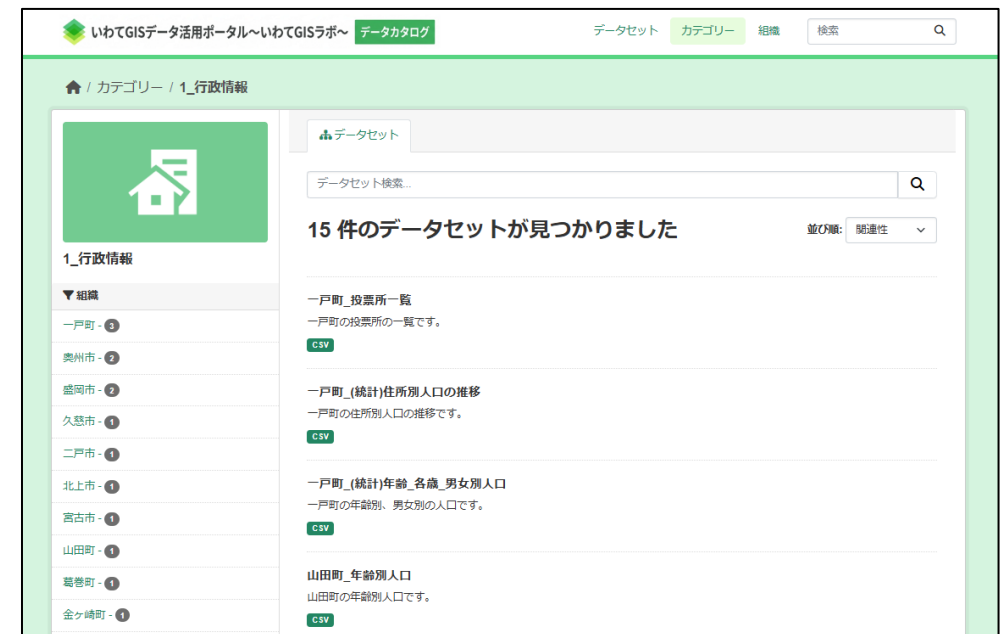 いわてGISデータ活用ポータル～いわてGISラボ～ データカタログ データセット カテゴリー 組織 検索
/ カテゴリー / 1_行政情報
1_行政情報
組織
一戸町 - 3
奥州市 - 2
盛岡市 - 2
久慈市 - 1
二戸市 - 1
北上市 - 1
宮古市 - 1
山田町 - 1
葛巻町 - 1
金ヶ崎町 - 1
データセット
データセット検索...
15 件のデータセットが見つかりました
並び順: 関連性
一戸町_投票所一覧
一戸町の投票所の一覧です。
CSV
一戸町_(統計)住所別人口の推移
一戸町の住所別人口の推移です。
CSV
一戸町_(統計)年齢_各歳_男女別人口
一戸町の年齢別、男女別の人口です。
CSV
山田町_年齢別人口
山田町の年齢別人口です。
CSV